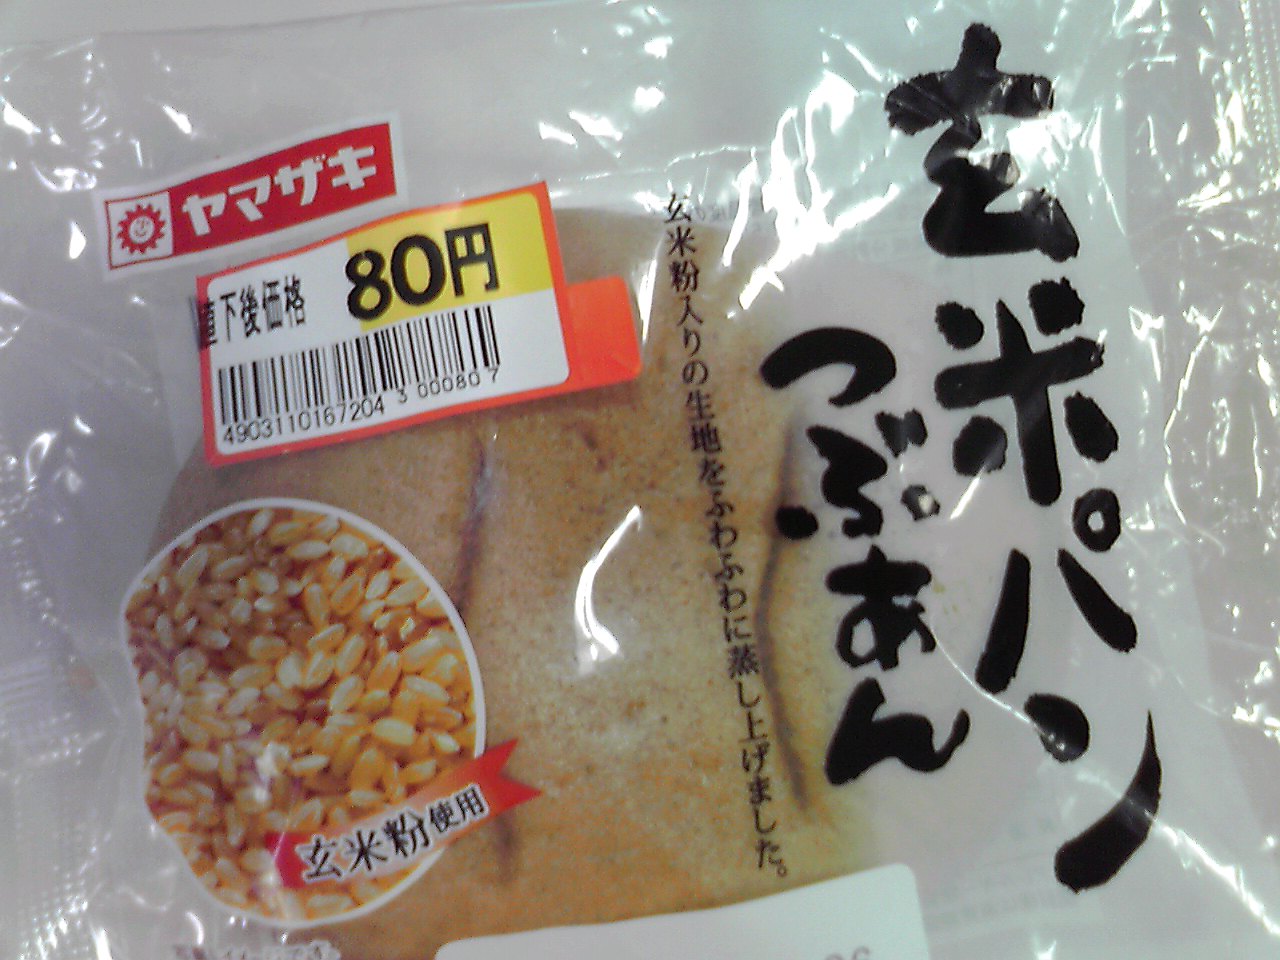 玄米パン
つぶあん
玄米粉入りの生地をふわふわに蒸し上げました。
ヤマザキ
値下後価格
80円
4903110167204 3 00080 7
玄米粉使用